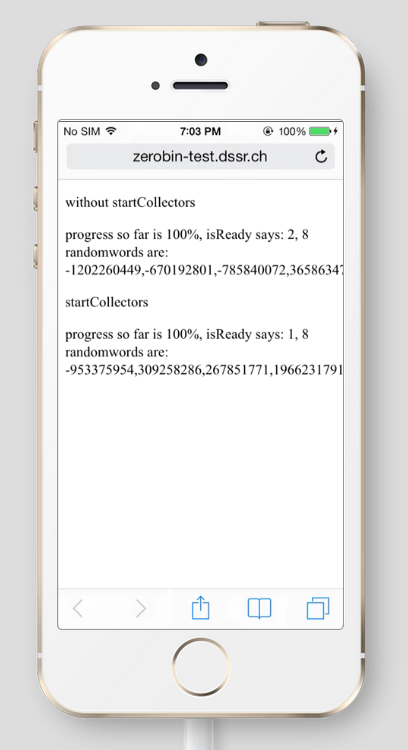 No SIM 7:03 PM 100%
zerobin-test.dssr.ch
without startCollectors
progress so far is 100%, isReady says: 2, 8
randomwords are:
-1202260449,-670192801,-785840072,36586347
startCollectors
progress so far is 100%, isReady says: 1, 8
randomwords are:
-953375954,309258286,267851771,1966231791